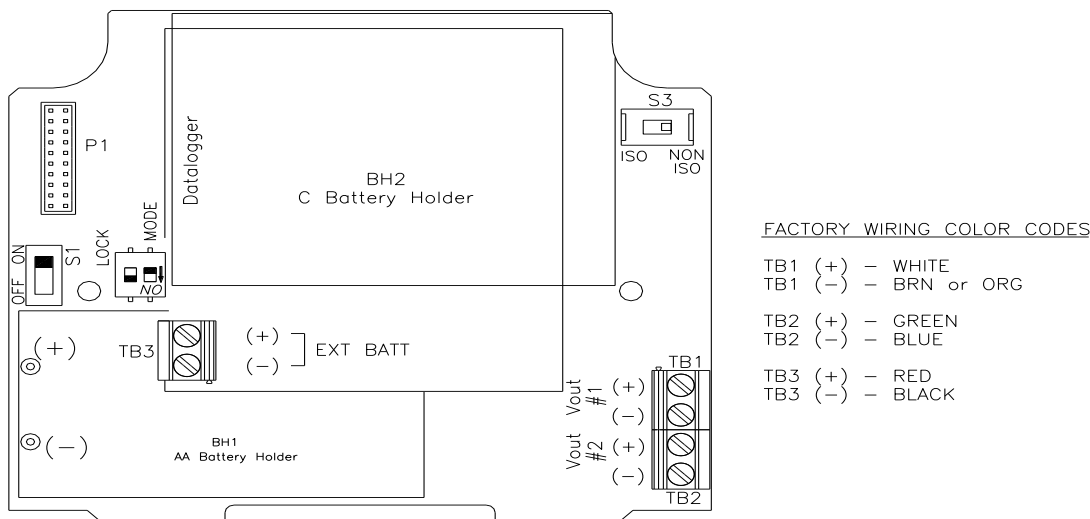 S3
ISO
NON
ISO
P1
Datalogger
BH2
C Battery Holder
LOCK
MODE
NO
ON
OFF
S1
(+)
(-)
TB3
(+)
(-)
EXT BATT
BH1
AA Battery Holder
TB1
Vout
#1
(+)
(-)
Vout
#2
(+)
(-)
TB2
FACTORY WIRING COLOR CODES
TB1 (+) - WHITE
TB1 (-) - BRN or ORG
TB2 (+) - GREEN
TB2 (-) - BLUE
TB3 (+) - RED
TB3 (-) - BLACK